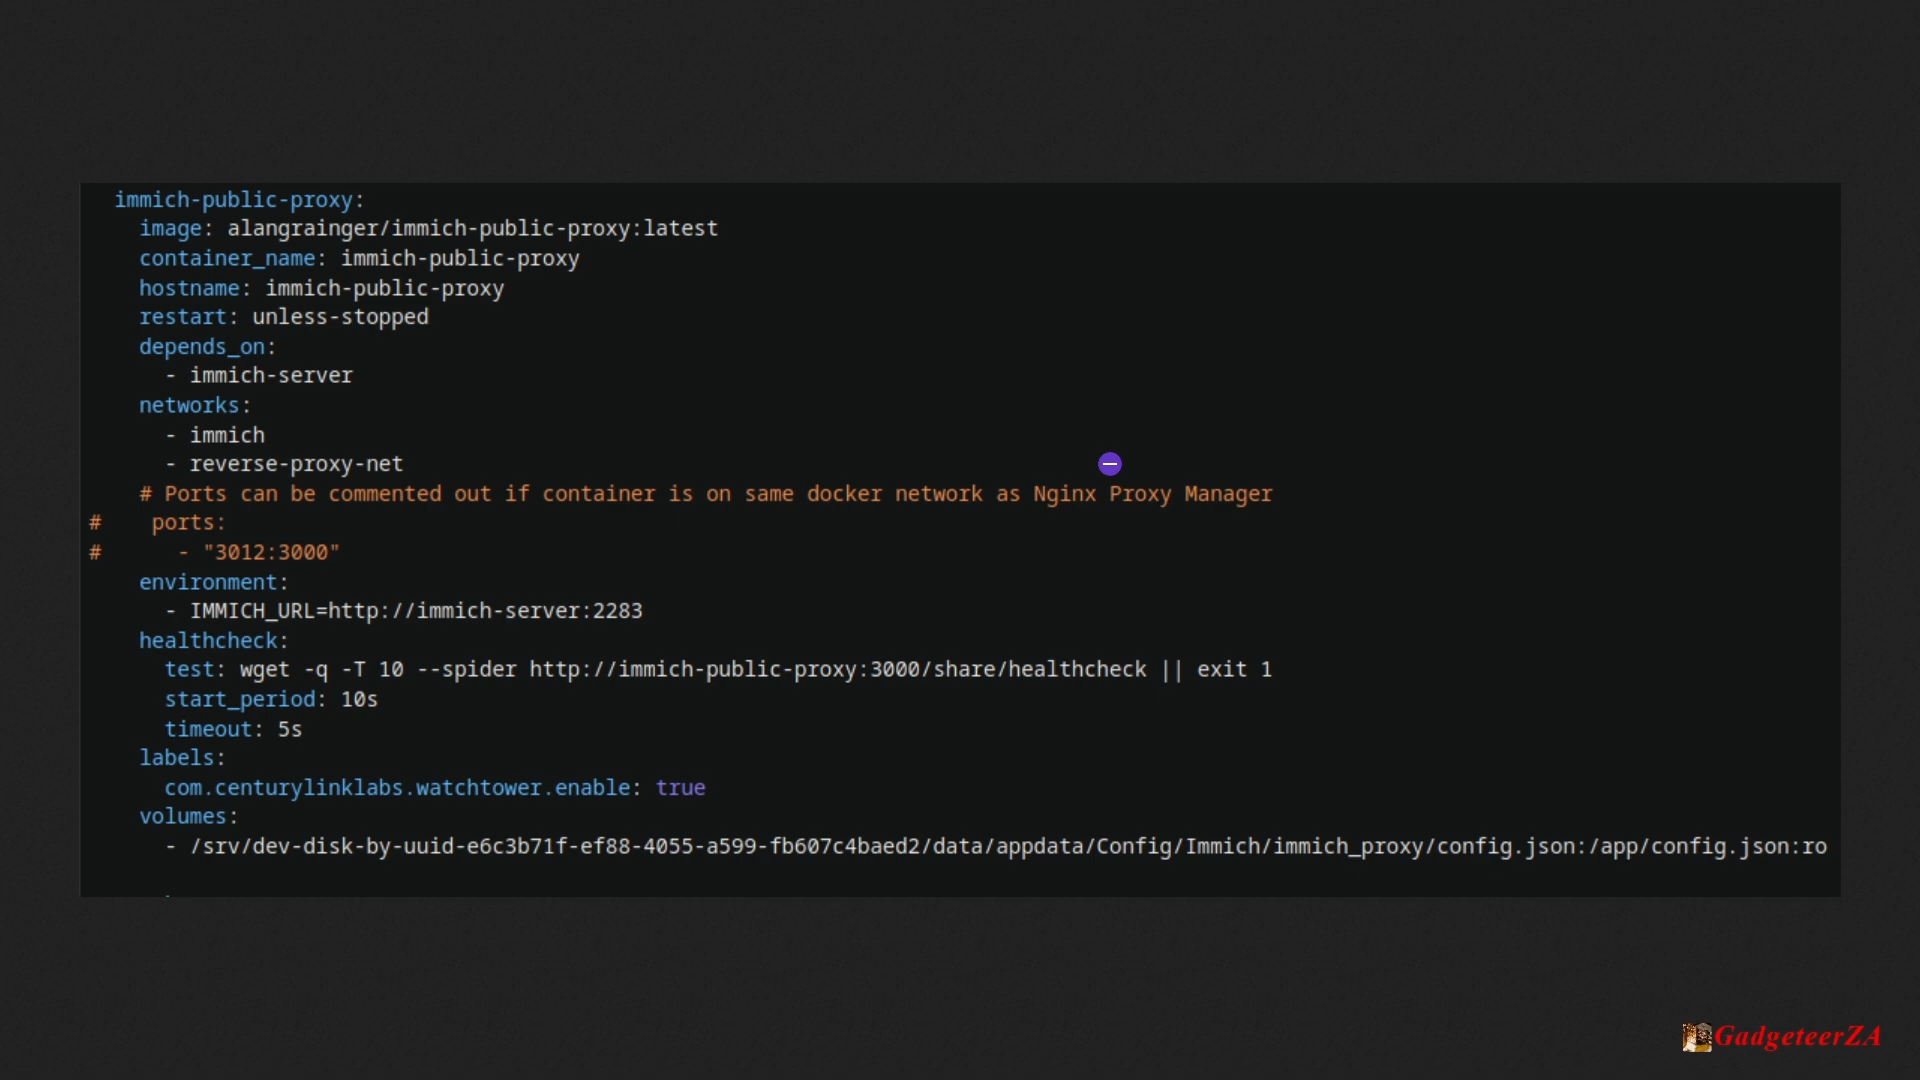 immich-public-proxy:
image: alangrainger/immich-public-proxy:latest
container_name: immich-public-proxy
hostname: immich-public-proxy
restart: unless-stopped
depends_on:
- immich-server
networks:
- immich
- reverse-proxy-net
# Ports can be commented out if container is on same docker network as Nginx Proxy Manager
# ports:
# - "3012:3000"
environment:
- IMMICH_URL=http://immich-server:2283
healthcheck:
test: wget -q -T 10 --spider http://immich-public-proxy:3000/share/healthcheck || exit 1
start_period: 10s
timeout: 5s
labels:
com.centurylinklabs.watchtower.enable: true
volumes:
- /srv/dev-disk-by-uuid-e6c3b71f-ef88-4055-a599-fb607c4baed2/data/appdata/Config/Immich/immich_proxy/config.json:/app/config.json:ro
GadgeteerZA